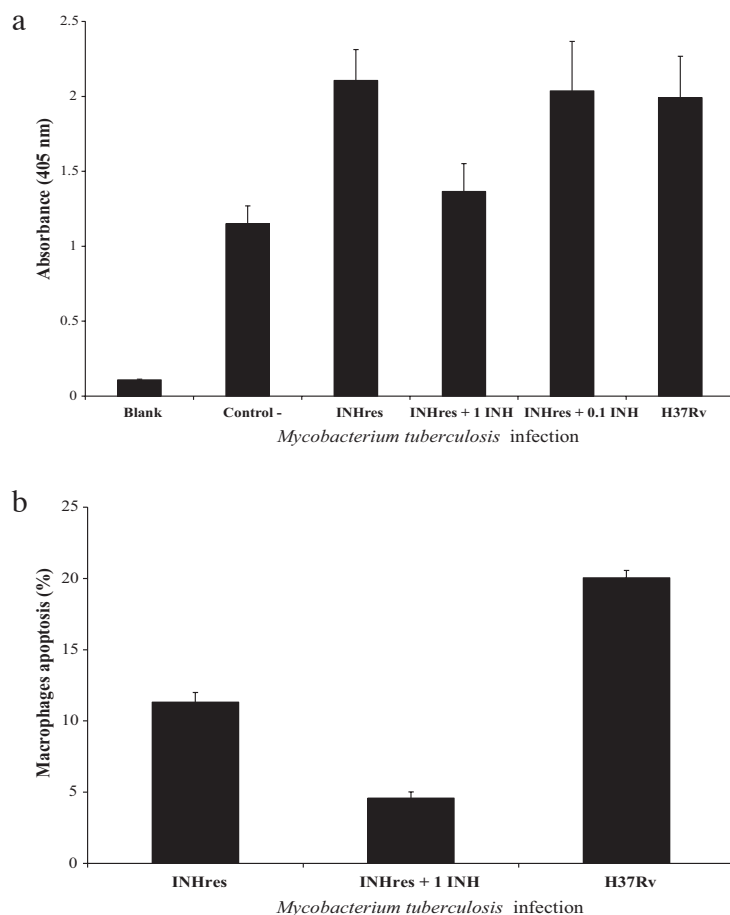 a
Absorbance (405 nm)
2.5
2
1.5
1
0.5
0
Blank Control - INHres INHres + 1 INH INHres + 0.1 INH H37Rv
Mycobacterium tuberculosis infection
b
Macrophages apoptosis (%)
25
20
15
10
5
0
INHres INHres + 1 INH H37Rv
Mycobacterium tuberculosis infection